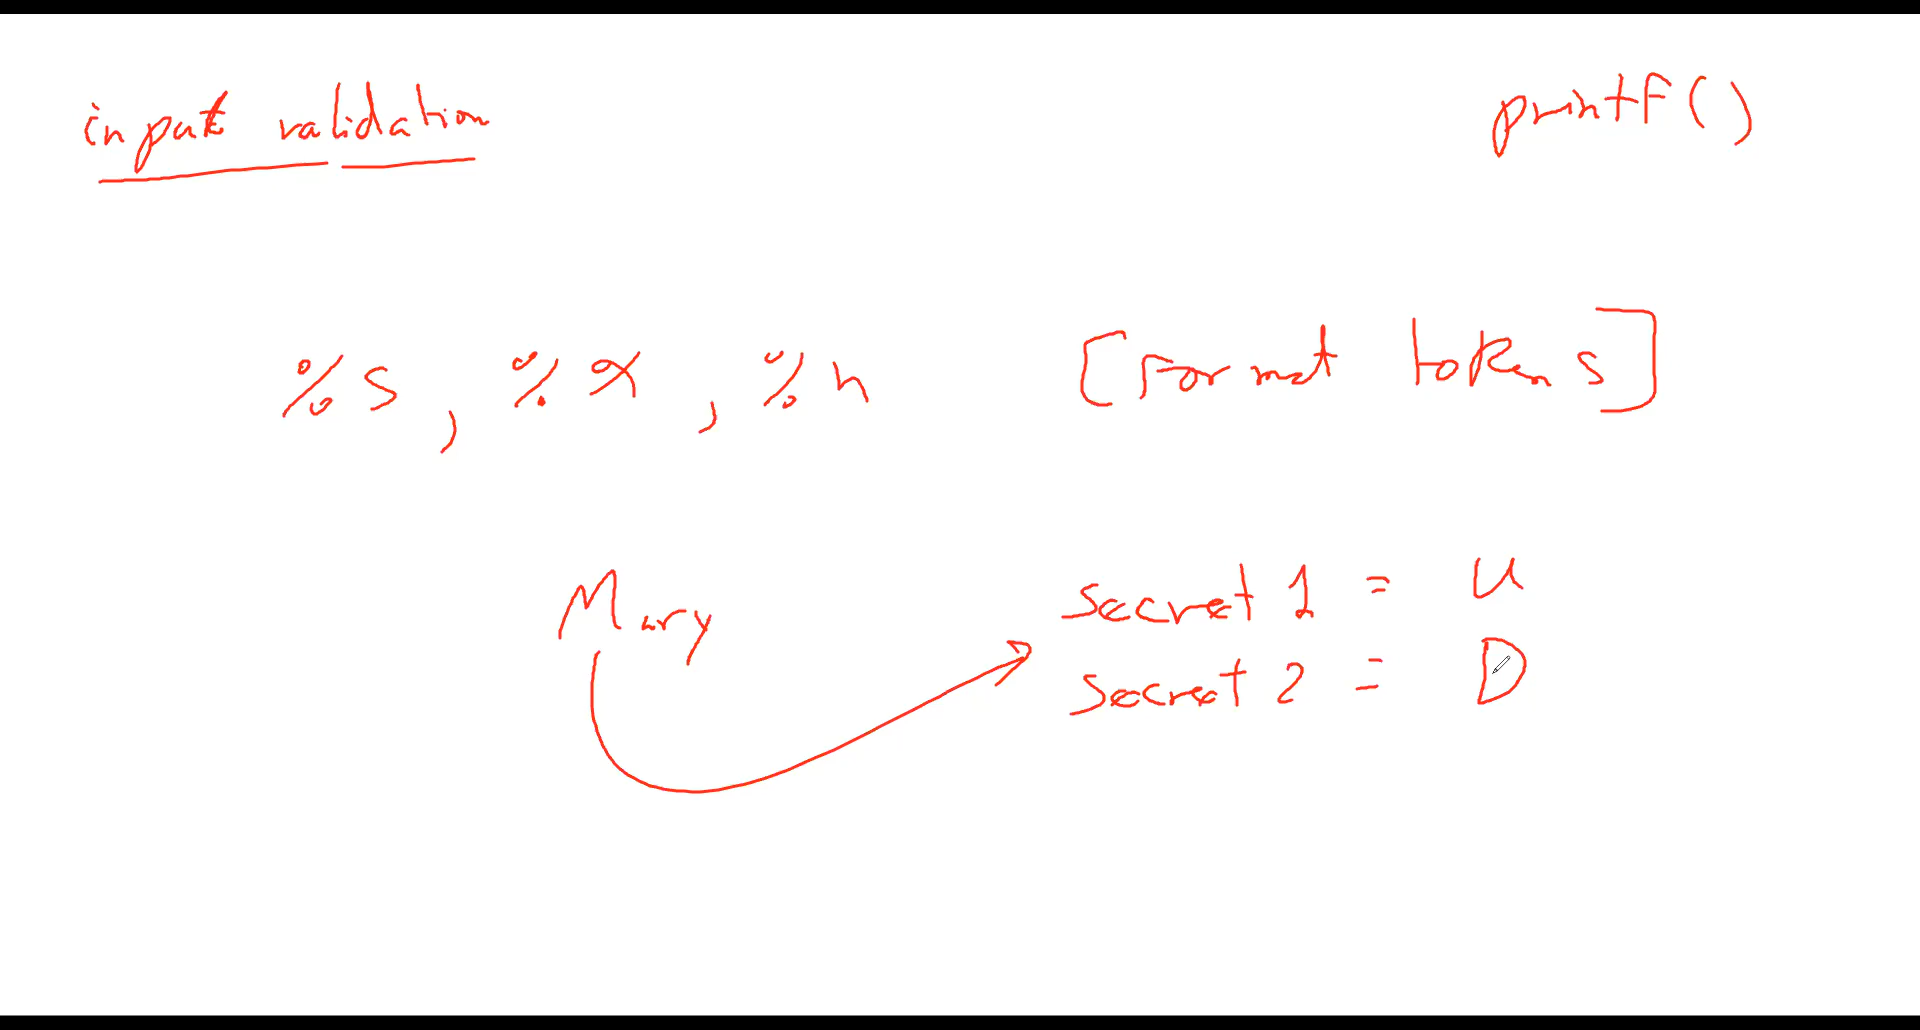 input validation
printf()
%s, %x, %n [Format tokens]
Mary
secret 1 = U
secret 2 = D